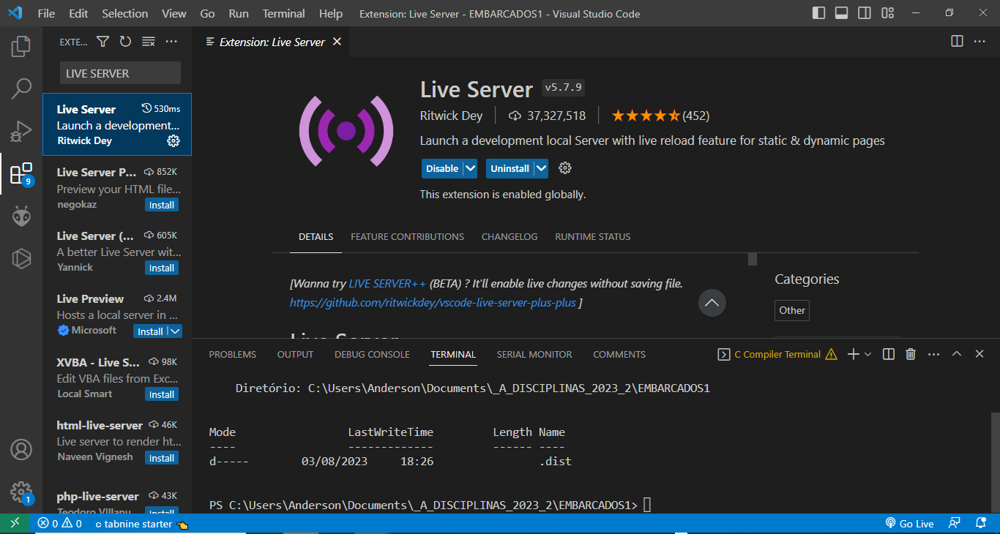 File Edit Selection View Go Run Terminal Help Extension: Live Server - EMBARCADOS1 - Visual Studio Code
EXTE...
Extension: Live Server
LIVE SERVER
Live Server 530ms
Launch a development...
Ritwick Dey
Live Server P... 852K
Preview your HTML file...
negokaz Install
Live Server (... 605K
A better Live Server wit...
Yannick Install
Live Preview 2.4M
Hosts a local server in ...
Microsoft Install
XVBA - Live S... 98K
Edit VBA files from Exc...
Local Smart Install
html-live-server 46K
Live server to render ht...
Naveen Vignesh Install
php-live-server 43K
Teodoro VIllanu Install
9
1
Live Server v5.7.9
Ritwick Dey 37,327,518 (452)
Launch a development local Server with live reload feature for static & dynamic pages
Disable Uninstall
This extension is enabled globally.
DETAILS FEATURE CONTRIBUTIONS CHANGELOG RUNTIME STATUS
[Wanna try LIVE SERVER++ (BETA) ? It'll enable live changes without saving file.
https://github.com/ritwickdey/vscode-live-server-plus-plus ]
Live Server
Categories
Other
PROBLEMS OUTPUT DEBUG CONSOLE TERMINAL SERIAL MONITOR COMMENTS C Compiler Terminal
Diretório: C:\Users\Anderson\Documents\_A_DISCIPLINAS_2023_2\EMBARCADOS1
Mode LastWriteTime Length Name
---- ------------- ------ ----
d----- 03/08/2023 18:26 .dist
PS C:\Users\Anderson\Documents\_A_DISCIPLINAS_2023_2\EMBARCADOS1>
0 0 tabnine starter Go Live